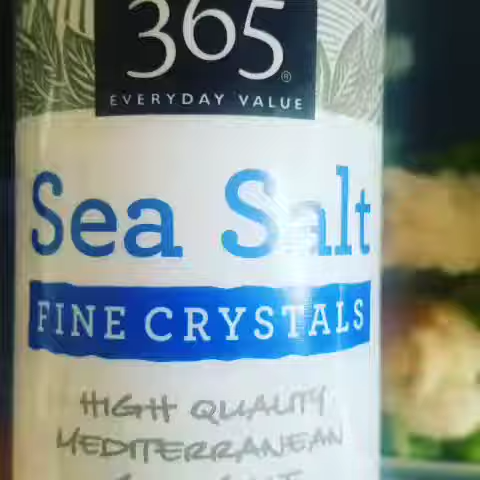 365®
EVERYDAY VALUE
Sea Salt
FINE CRYSTALS
HIGH QUALITY
MEDITERRANEAN